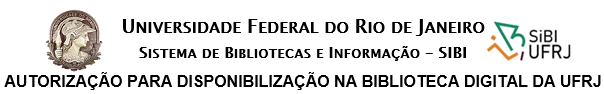 UNIVERSIDADE FEDERAL DO RIO DE JANEIRO
SISTEMA DE BIBLIOTECAS E INFORMAÇÃO – SIBI
SiBI
UFRJ
AUTORIZAÇÃO PARA DISPONIBILIZAÇÃO NA BIBLIOTECA DIGITAL DA UFRJ